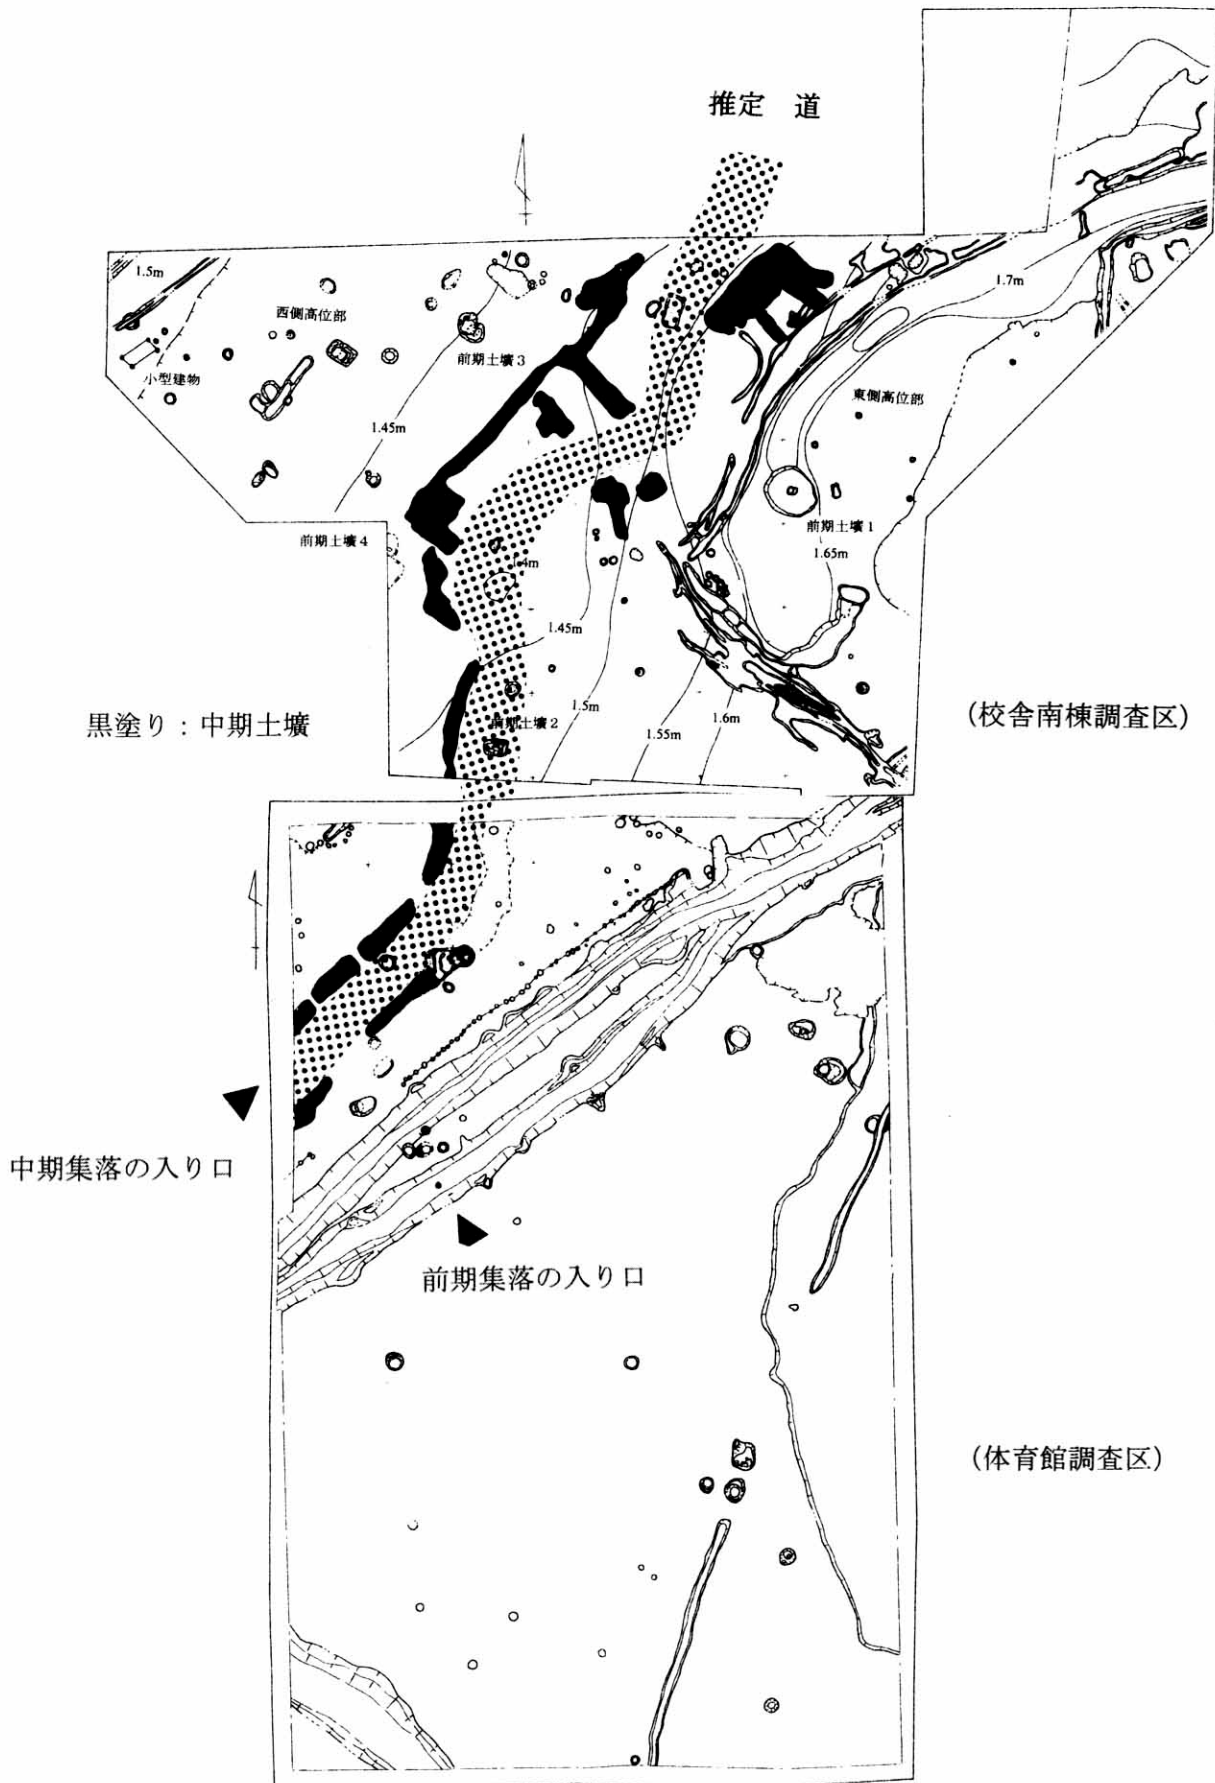 推定 道
1.5m
西側高位部
1.7m
小型建物
前期土壙3
東側高位部
1.45m
前期土壙4
前期土壙1
1.4m
1.65m
1.45m
前期土壙2
1.5m
1.55m
1.6m
黒塗り:中期土壙
(校舎南棟調査区)
中期集落の入り口
前期集落の入り口
(体育館調査区)